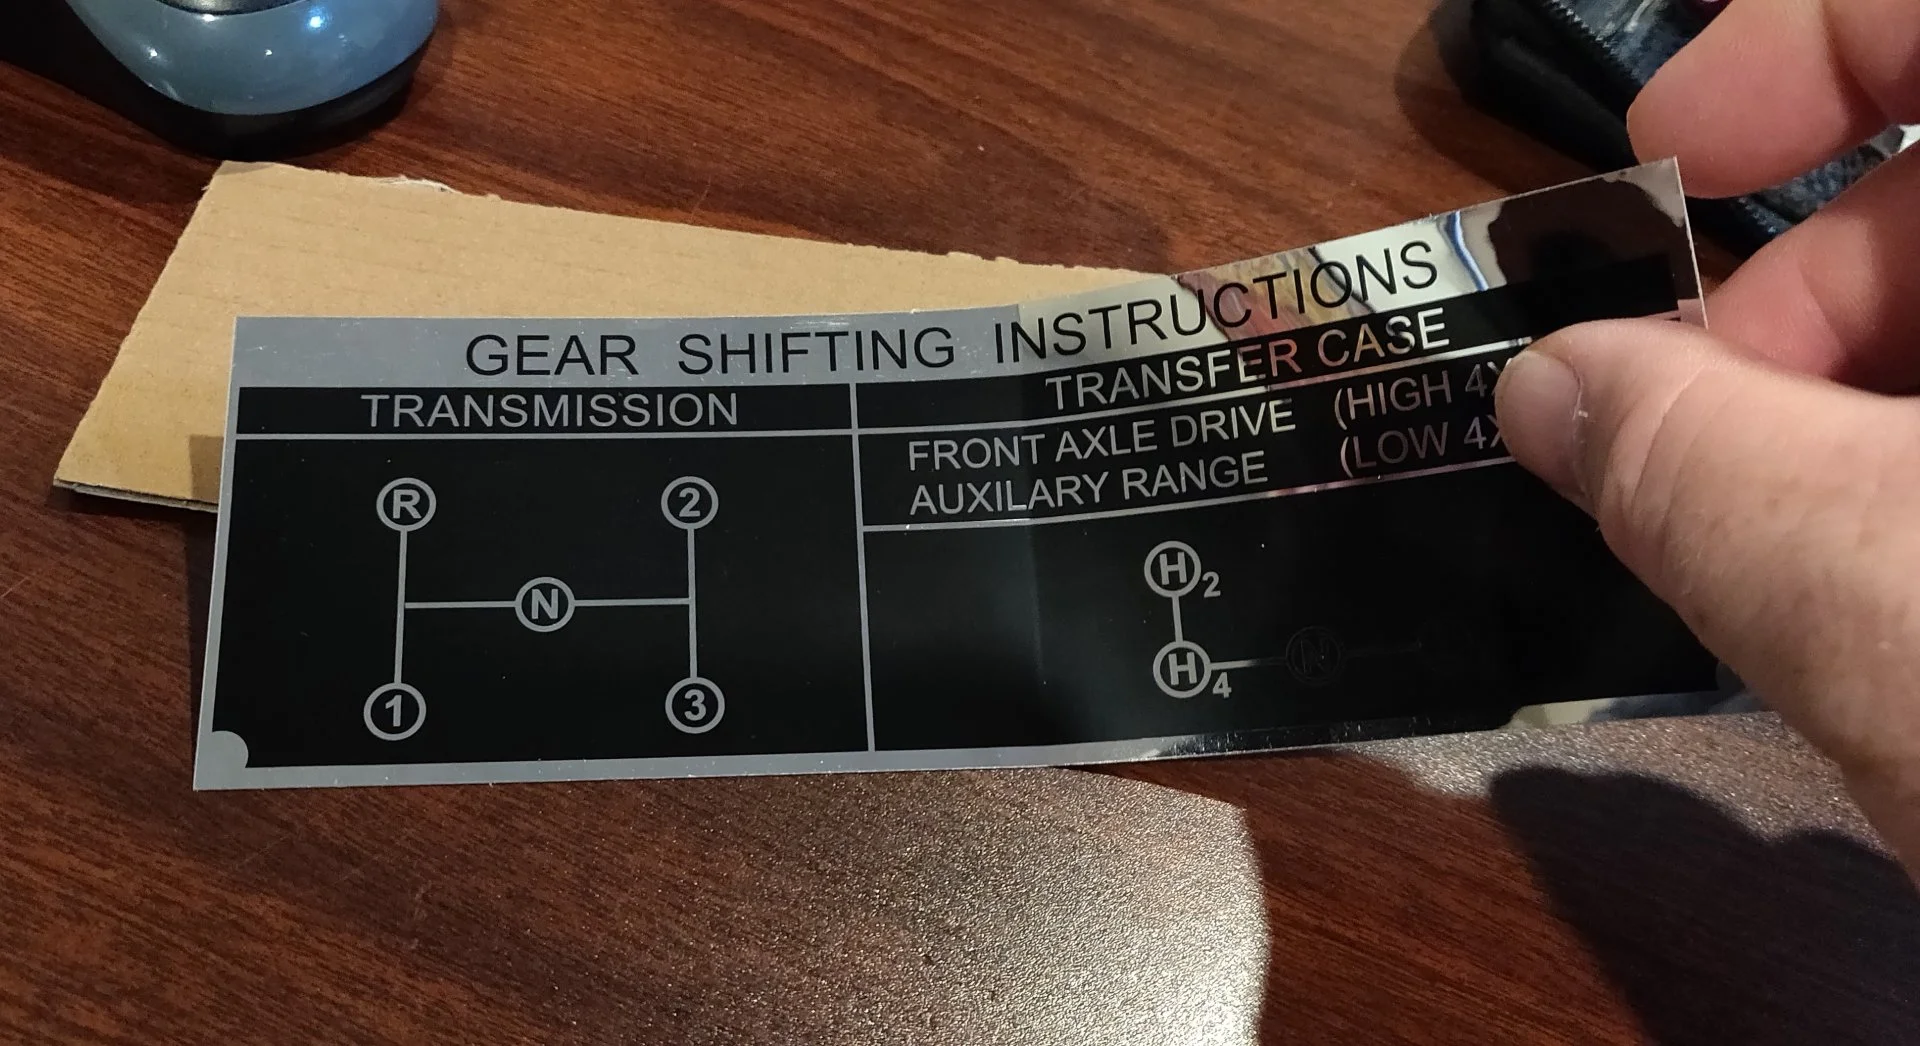 GEAR SHIFTING INSTRUCTIONS
TRANSMISSION
R 2
N
1 3
TRANSFER CASE
FRONT AXLE DRIVE (HIGH 4X
AUXILARY RANGE (LOW 4X
H2
H4 N